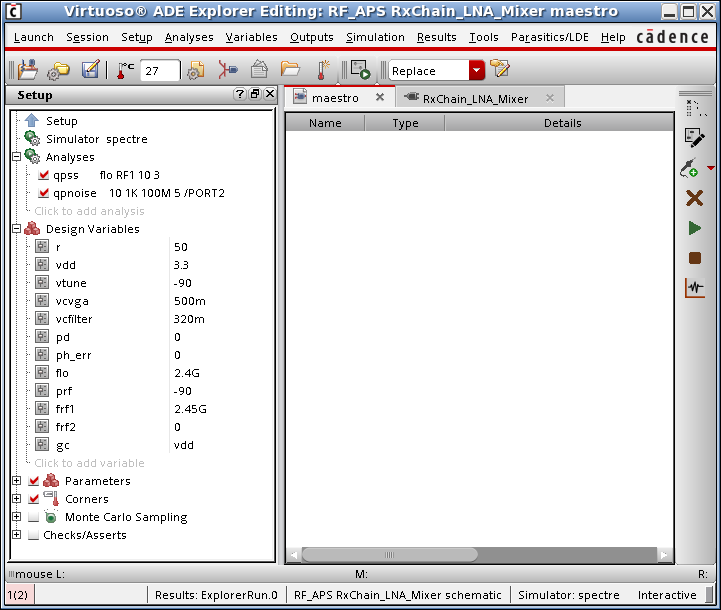 Virtuoso® ADE Explorer Editing: RF_APS RxChain_LNA_Mixer maestro
Launch Session Setup Analyses Variables Outputs Simulation Results Tools Parasitics/LDE Help cādence
°C 27 Replace
Setup
maestro
RxChain_LNA_Mixer
Name Type Details
Setup
Simulator spectre
Analyses
qpss flo RF1 10 3
qpnoise 10 1K 100M 5 /PORT2
Click to add analysis
Design Variables
r 50
vdd 3.3
vtune -90
vcvga 500m
vcfilter 320m
pd 0
ph_err 0
flo 2.4G
prf -90
frf1 2.45G
frf2 0
gc vdd
Click to add variable
Parameters
Corners
Monte Carlo Sampling
Checks/Asserts
mouse L: M: R:
1(2) Results: ExplorerRun.0 RF_APS RxChain_LNA_Mixer schematic Simulator: spectre Interactive